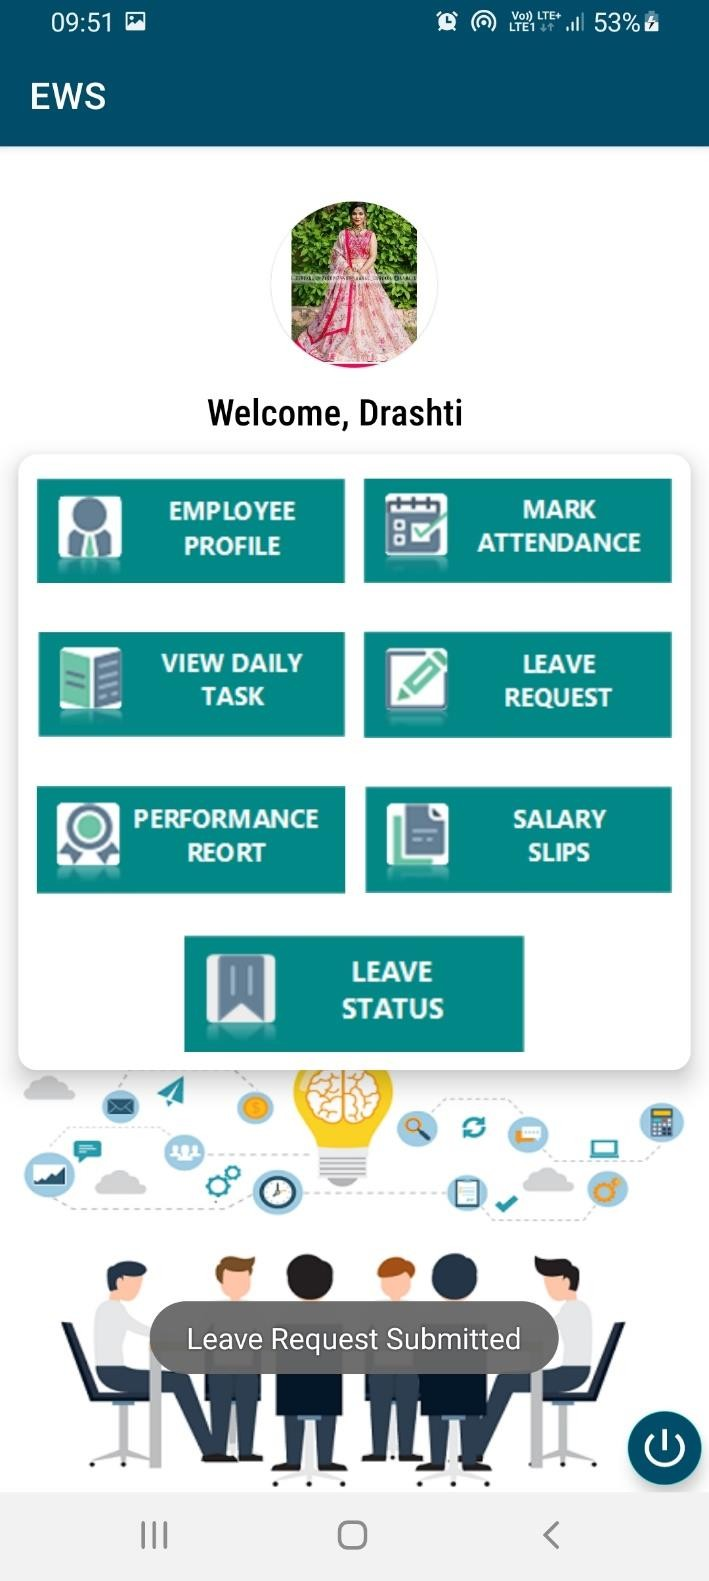 09:51
Vo)) LTE+
LTE1
53%
EWS
Welcome, Drashti
EMPLOYEE
PROFILE
MARK
ATTENDANCE
VIEW DAILY
TASK
LEAVE
REQUEST
PERFORMANCE
REORT
SALARY
SLIPS
LEAVE
STATUS
Leave Request Submitted